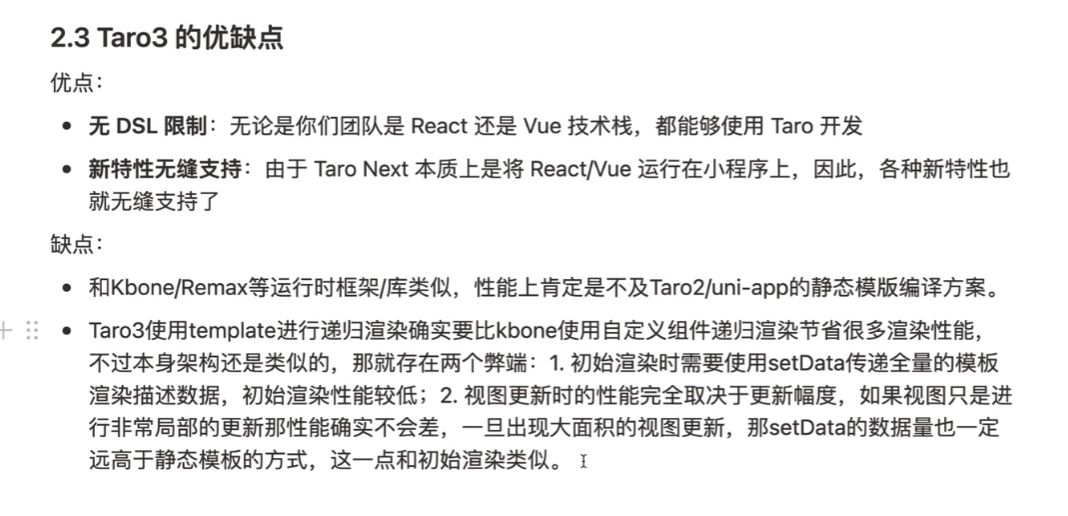 2.3 Taro3 的优缺点
优点：
• 无 DSL 限制：无论是你们团队是 React 还是 Vue 技术栈，都能够使用 Taro 开发
• 新特性无缝支持：由于 Taro Next 本质上是将 React/Vue 运行在小程序上，因此，各种新特性也
就无缝支持了
缺点：
• 和Kbone/Remax等运行时框架/库类似，性能上肯定是不及Taro2/uni-app的静态模版编译方案。
• Taro3使用template进行递归渲染确实要比kbone使用自定义组件递归渲染节省很多渲染性能，
不过本身架构还是类似的，那就存在两个弊端：1. 初始渲染时需要使用setData传递全量的模板
渲染描述数据，初始渲染性能较低；2. 视图更新时的性能完全取决于更新幅度，如果视图只是进
行非常局部的更新那性能确实不会差，一旦出现大面积的视图更新，那setData的数据量也一定
远高于静态模板的方式，这一点和初始渲染类似。